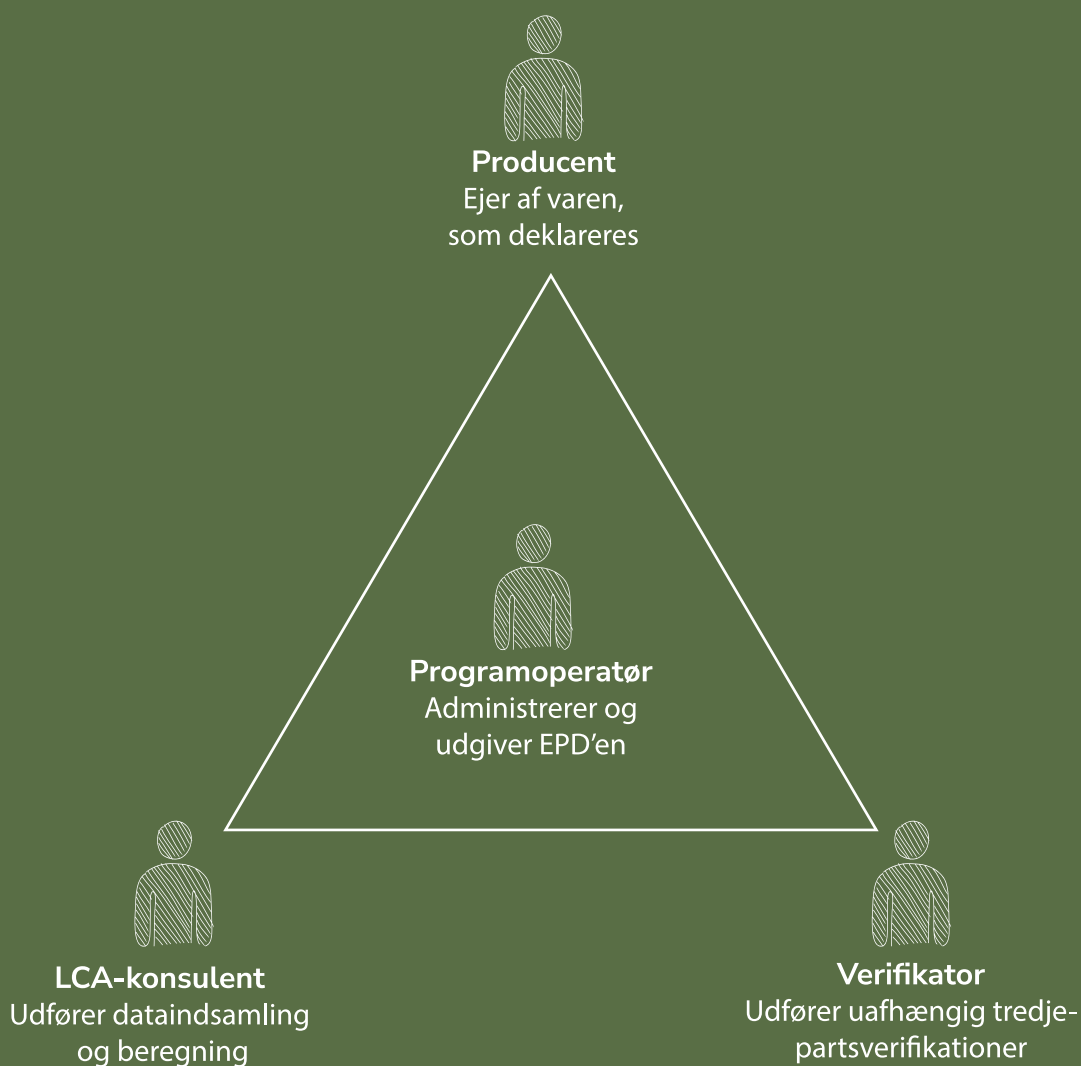 Producent
Ejer af varen,
som deklareres
Programoperatør
Administrerer og
udgiver EPD’en
LCA-konsulent
Udfører dataindsamling
og beregning
Verifikator
Udfører uafhængig tredje-
partsverifikationer